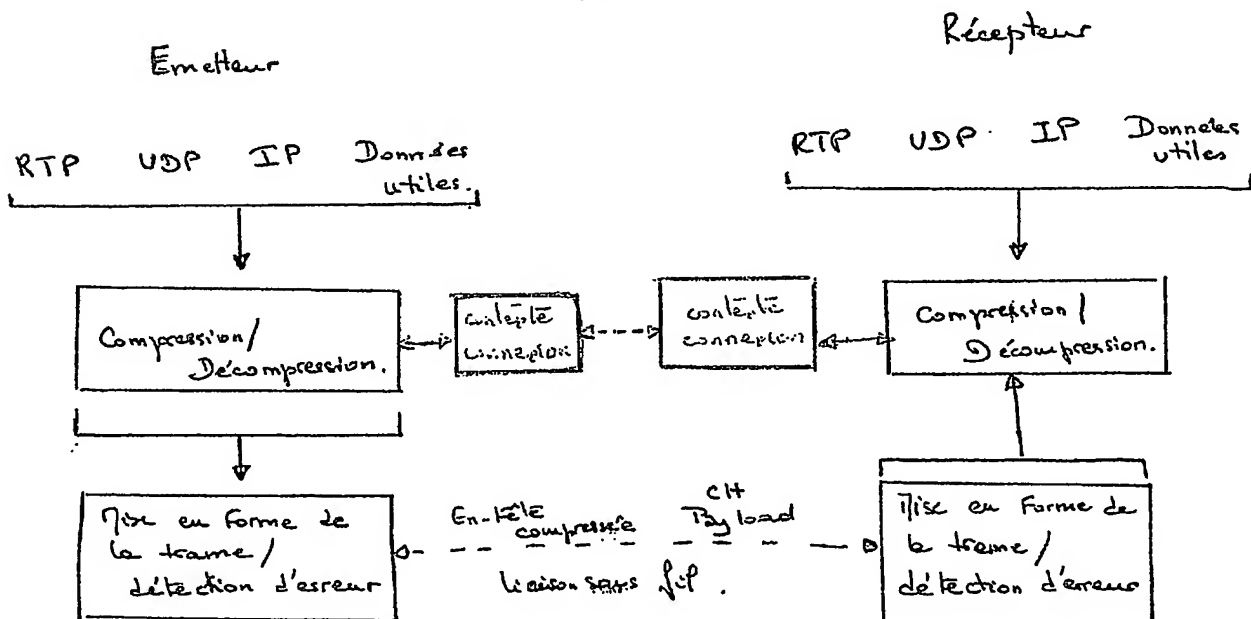 Récepteur
Emetteur
RTP UDP IP Données
utiles.
RTP UDP IP Données
utiles
Compression/
Décompression.
contexte
connexion
contexte
connexion
Compression/
Décompression.
Mise en Forme de
la trame/
détection d'erreur
En-tête CH
compressée Payload
liaison sans fil.
Mise en Forme de
la trame/
détection d'erreur